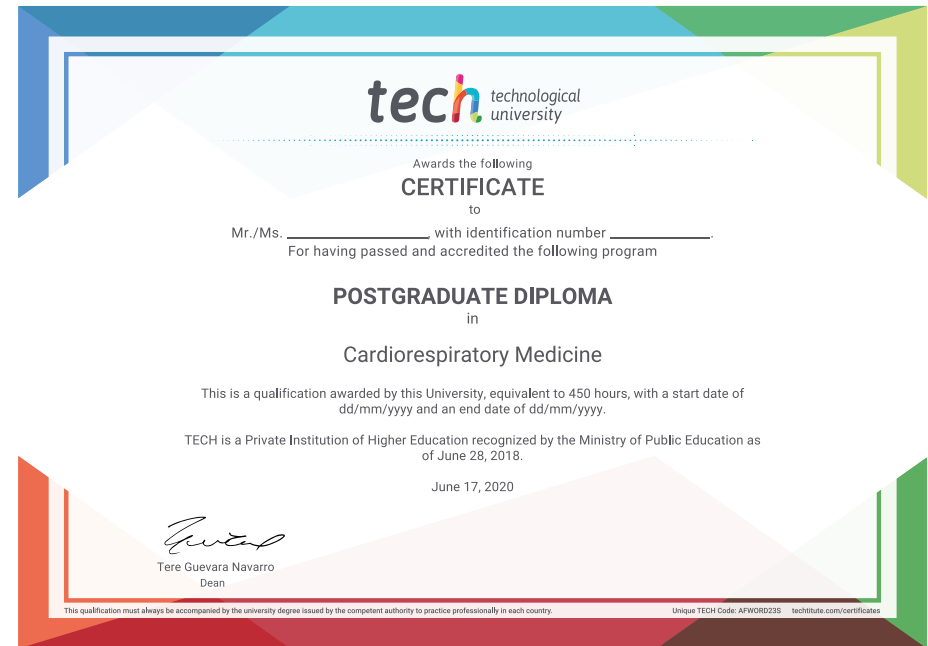 tech technological
university
Awards the following
CERTIFICATE
to
Mr./Ms. ____________________, with identification number ______________.
For having passed and accredited the following program
POSTGRADUATE DIPLOMA
in
Cardiorespiratory Medicine
This is a qualification awarded by this University, equivalent to 450 hours, with a start date of
dd/mm/yyyy and an end date of dd/mm/yyyy.
TECH is a Private Institution of Higher Education recognized by the Ministry of Public Education as
of June 28, 2018.
June 17, 2020
Tere Guevara Navarro
Dean
This qualification must always be accompanied by the university degree issued by the competent authority to practice professionally in each country. Unique TECH Code: AFWORD23S techtitute.com/certificates